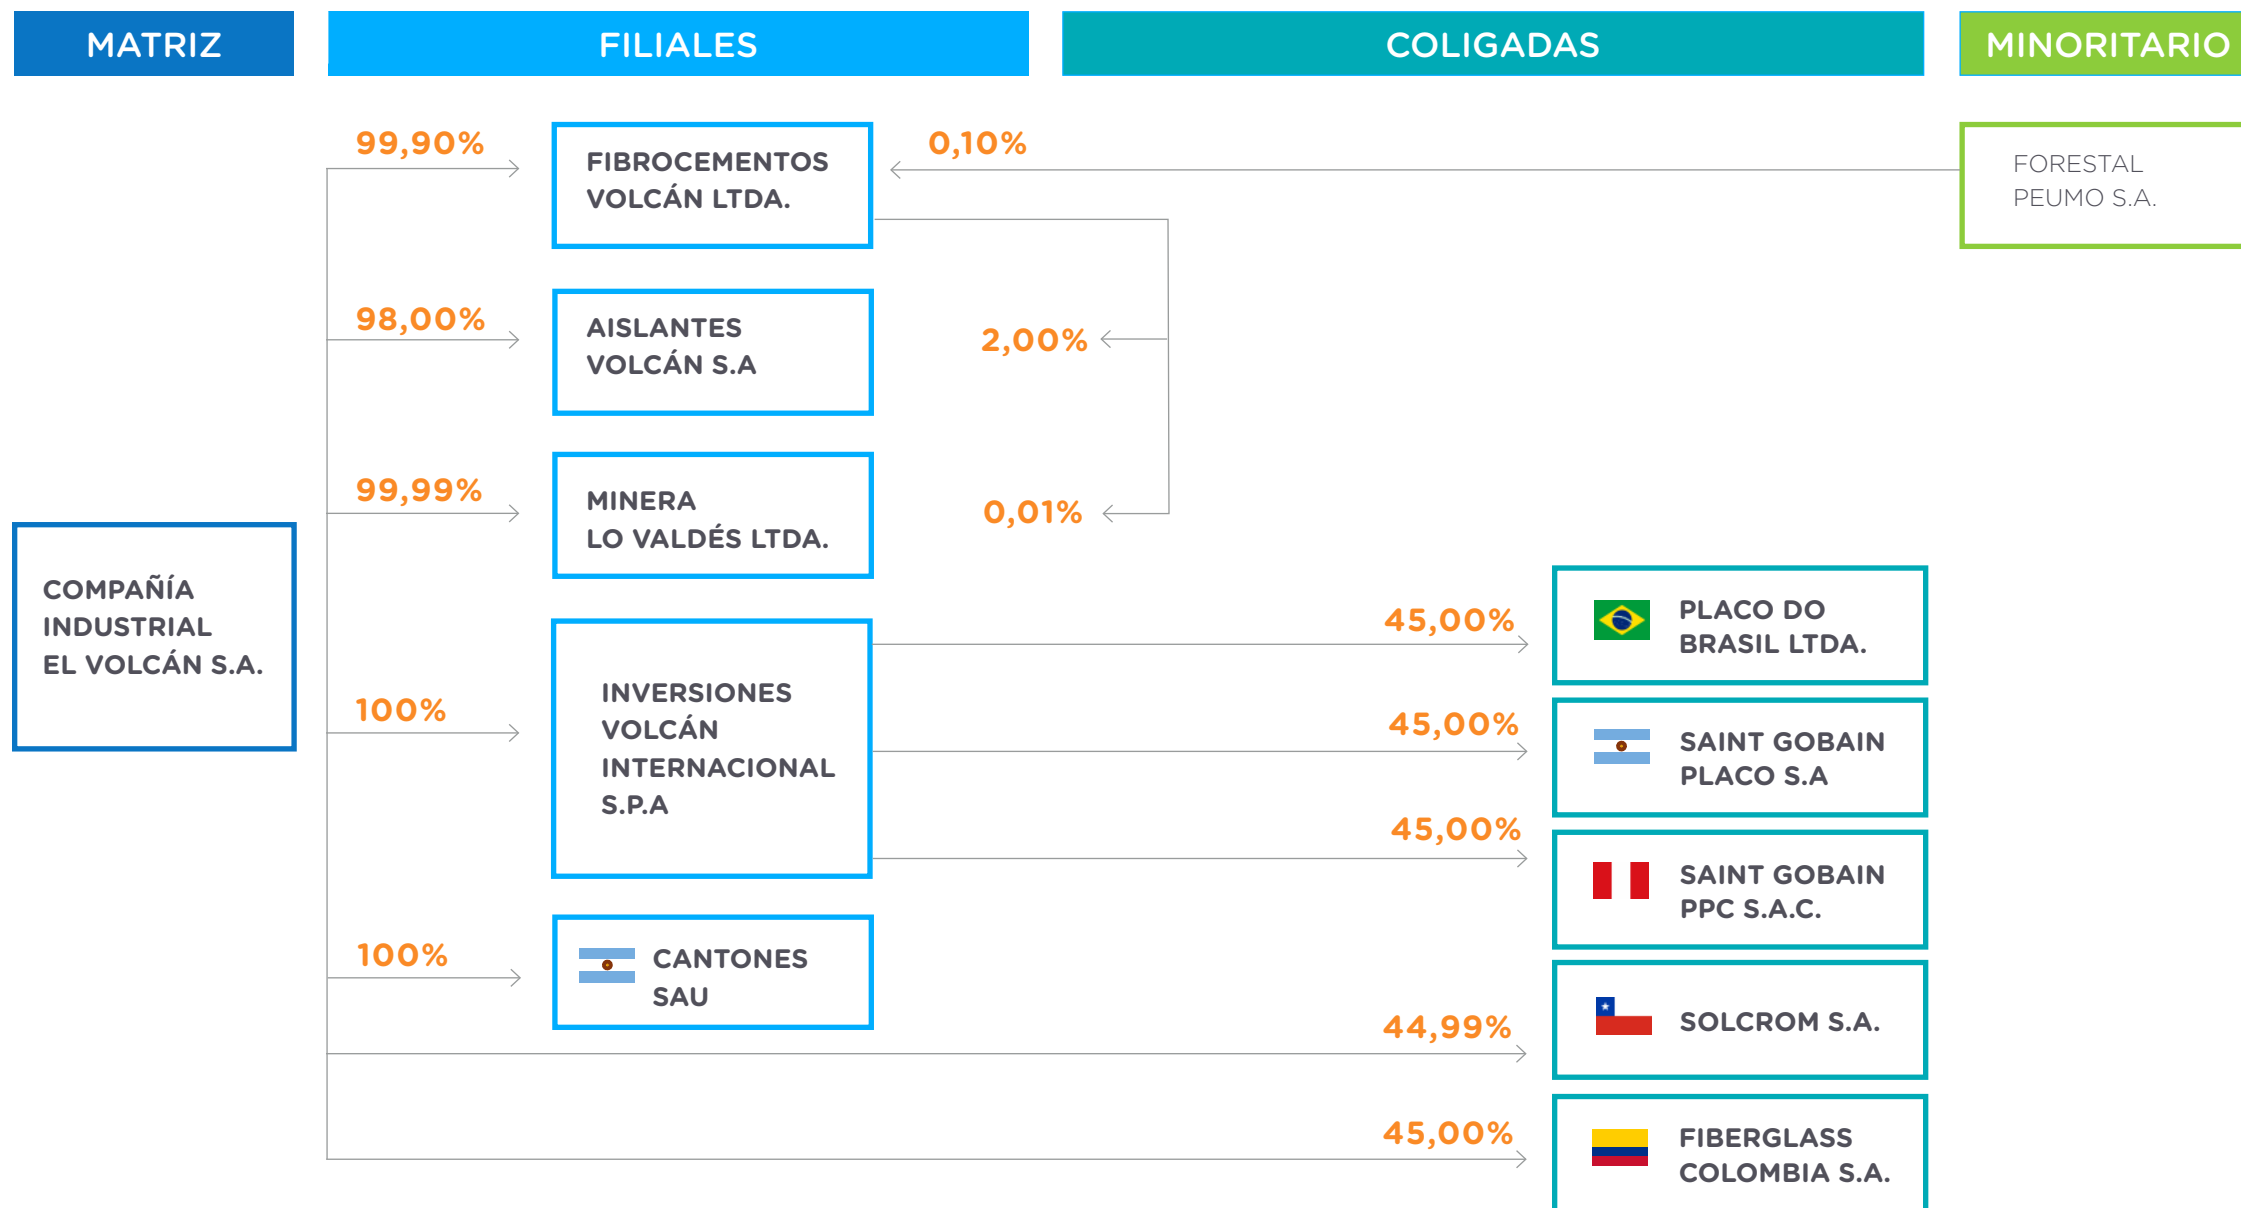 MATRIZ
FILIALES
COLIGADAS
MINORITARIO
99,90%
FIBROCEMENTOS
VOLCÁN LTDA.
0,10%
FORESTAL
PEUMO S.A.
98,00%
AISLANTES
VOLCÁN S.A
2,00%
99,99%
MINERA
LO VALDÉS LTDA.
0,01%
COMPAÑÍA
INDUSTRIAL
EL VOLCÁN S.A.
100%
INVERSIONES
VOLCÁN
INTERNACIONAL
S.P.A
45,00%
PLACO DO
BRASIL LTDA.
45,00%
SAINT GOBAIN
PLACO S.A
45,00%
SAINT GOBAIN
PPC S.A.C.
100%
CANTONES
SAU
44,99%
SOLCROM S.A.
45,00%
FIBERGLASS
COLOMBIA S.A.